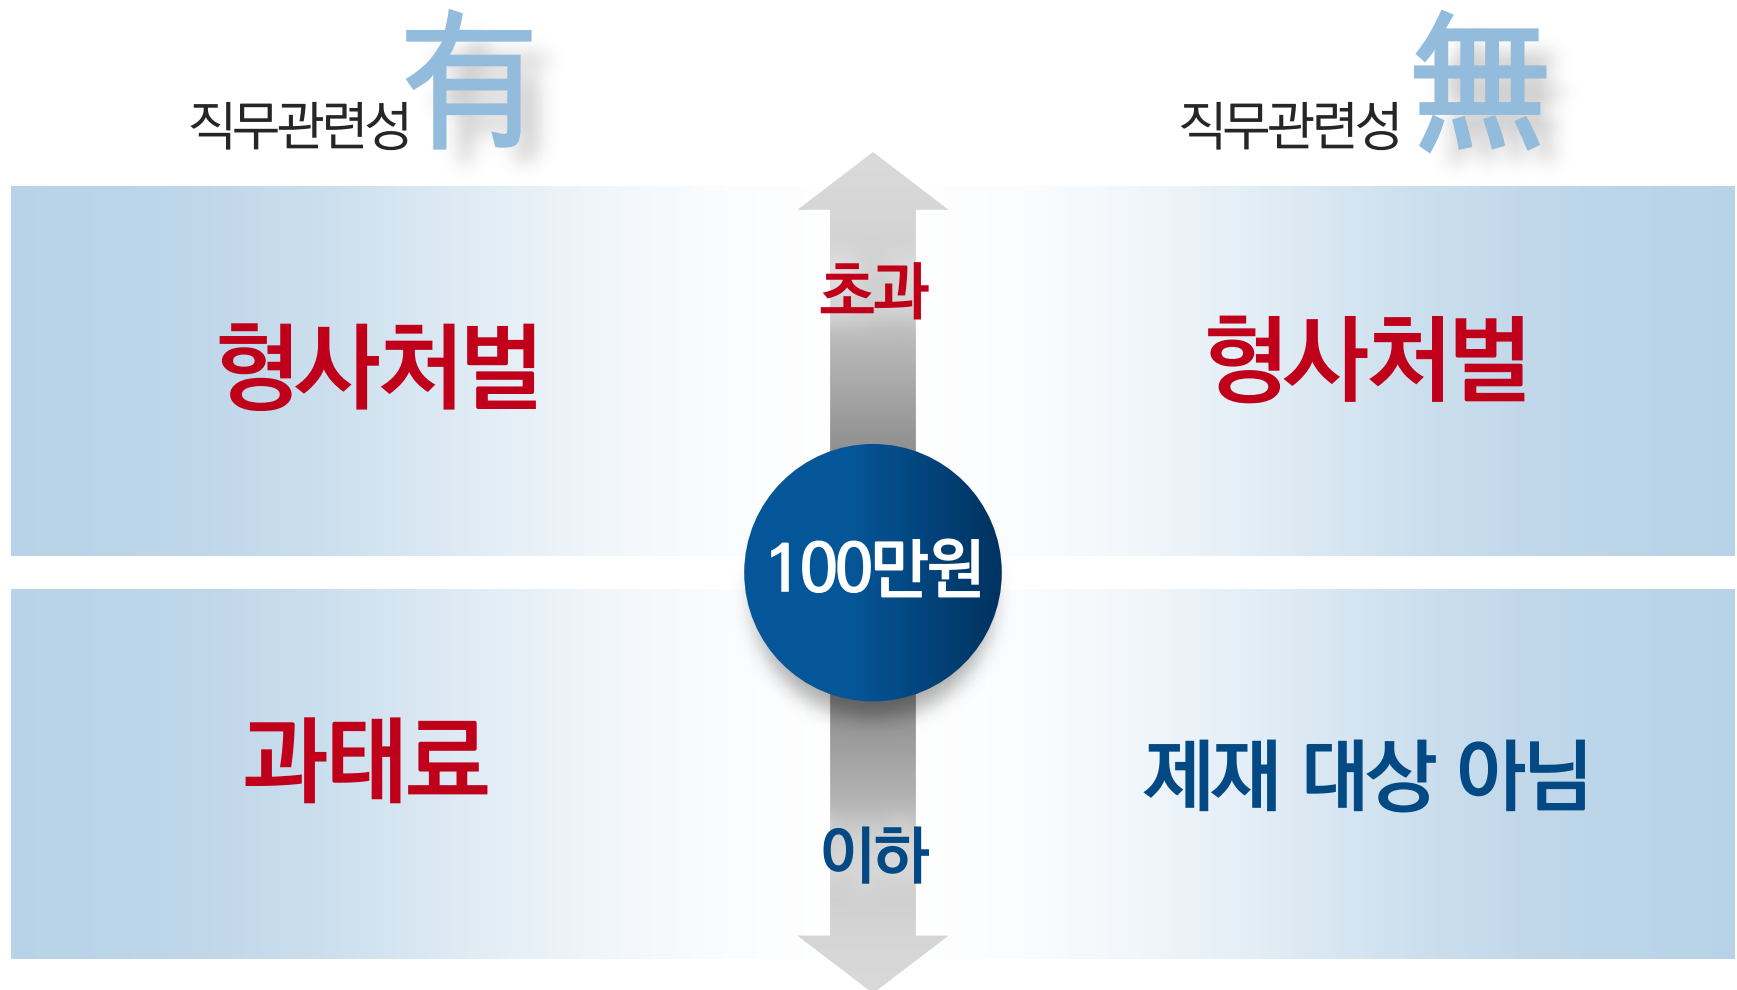 직무관련성 有
직무관련성 無
초과
형사처벌
형사처벌
100만원
과태료
제재 대상 아님
이하